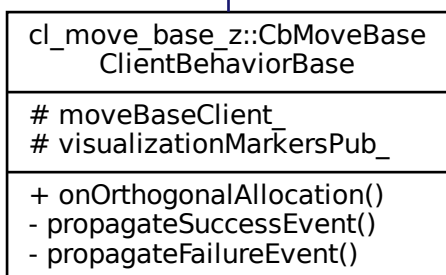 cl_move_base_z::CbMoveBase
ClientBehaviorBase
# moveBaseClient_
# visualizationMarkersPub_
+ onOrthogonalAllocation()
- propagateSuccessEvent()
- propagateFailureEvent()